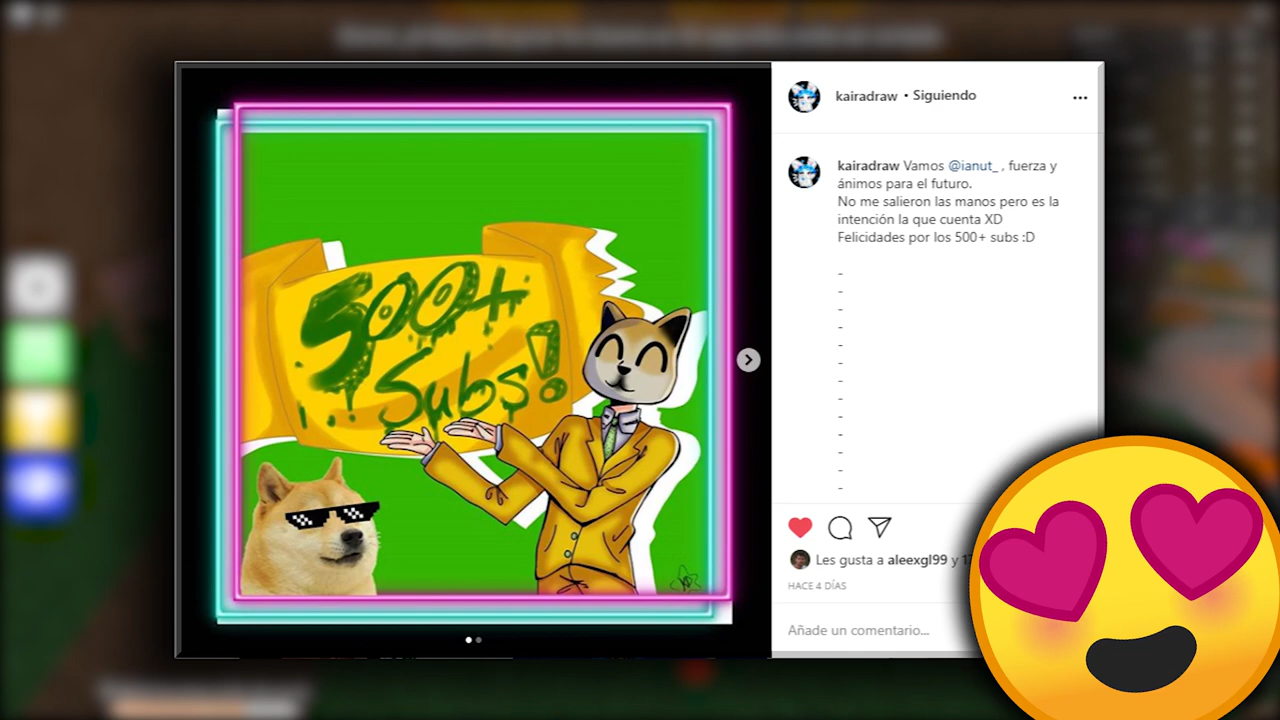 500+
Subs!
kairadraw • Siguiendo
kairadraw Vamos @ianut_ , fuerza y
ánimos para el futuro.
No me salieron las manos pero es la
intención la que cuenta XD
Felicidades por los 500+ subs :D
-
-
-
-
-
-
-
-
-
-
-
-
-
Les gusta a aleexgl99 y
HACE 4 DÍAS
Añade un comentario...